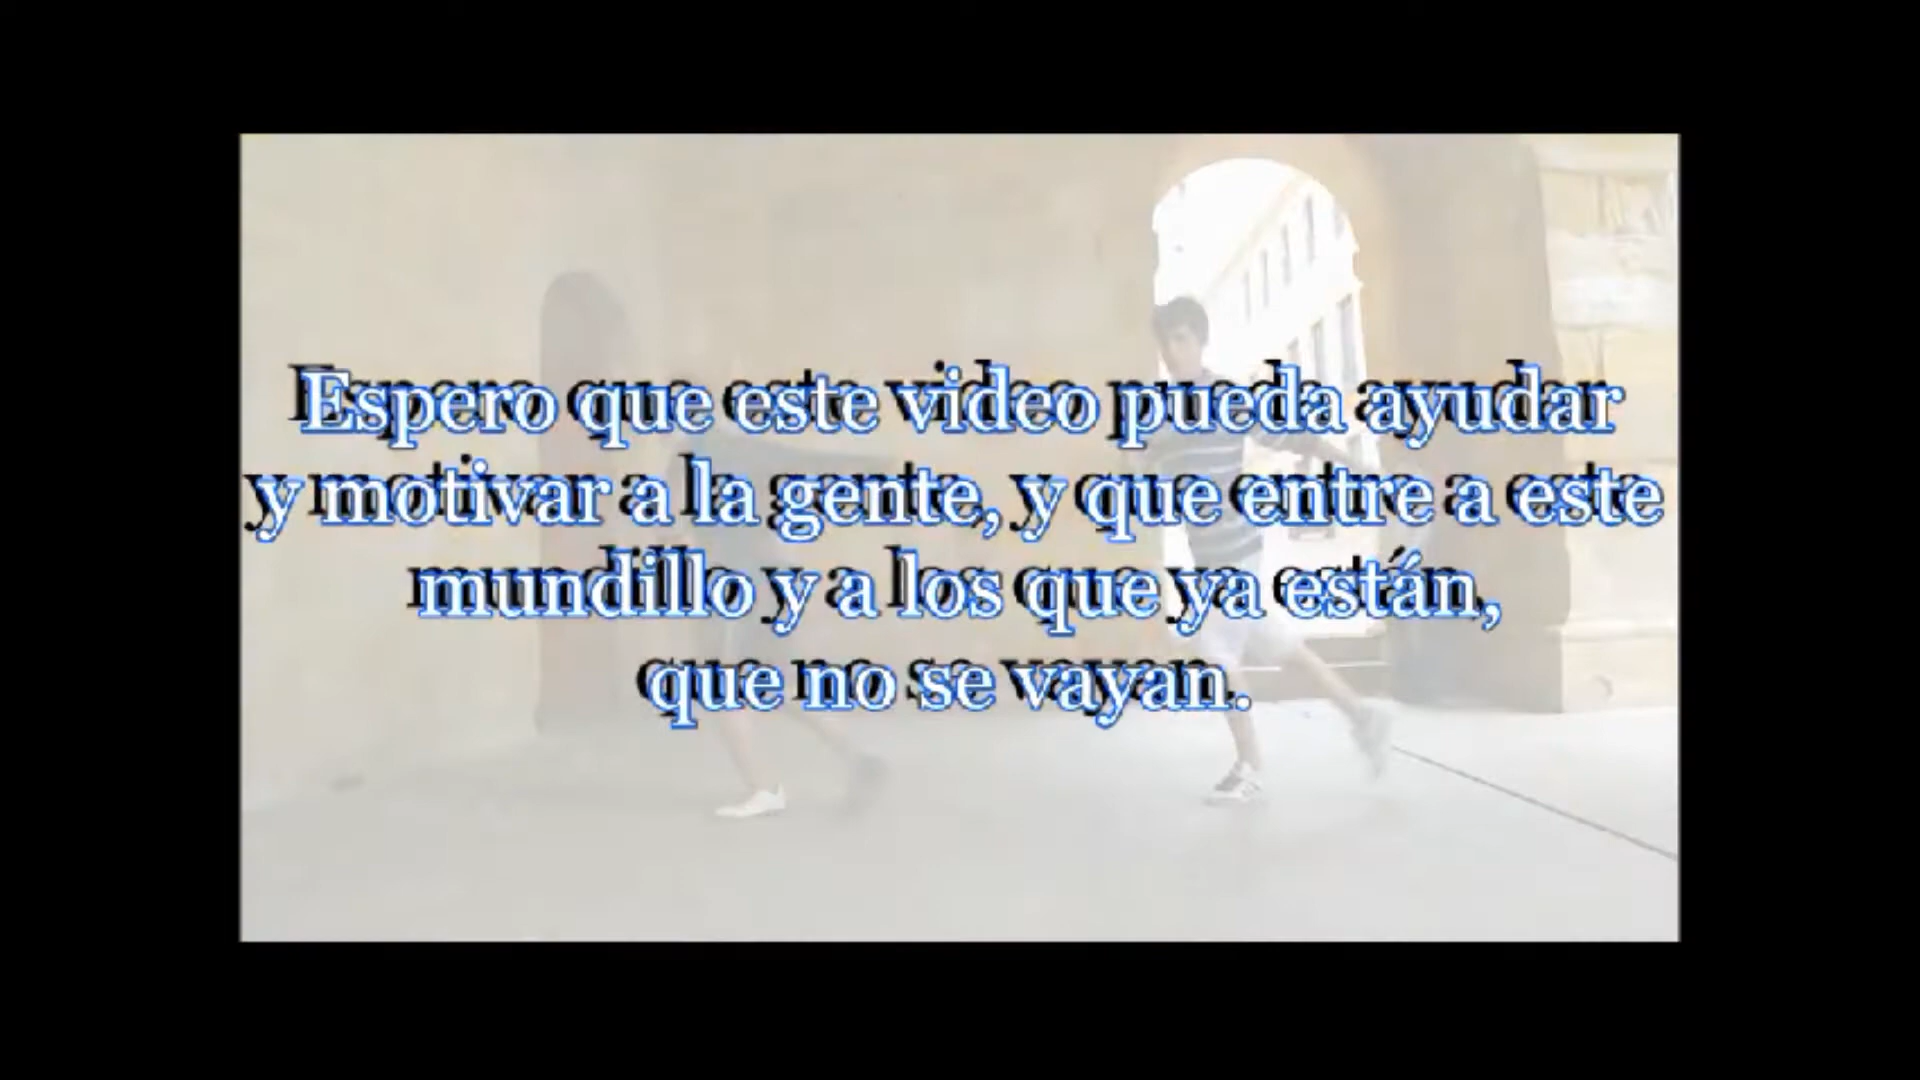 Espero que este video pueda ayudar
y motivar a la gente, y que entre a este
mundillo y a los que ya están,
que no se vayan.